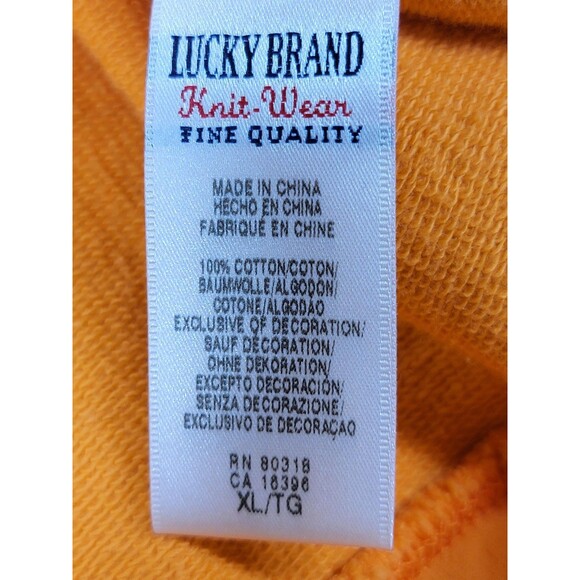 LUCKY BRAND
Knit-Wear
FINE QUALITY
MADE IN CHINA
HECHO EN CHINA
FABRIQUE EN CHINE
100% COTTON/COTON/
BAUMWOLLE/ALGODON/
COTONE/ALGODAO
EXCLUSIVE OF DECORATION/
SAUF DECORATION/
OHNE DEKORATION/
EXCEPTO DECORACIÓN/
SENZA DECORAZIONE/
EXCLUSIVO DE DECORAÇAO
RN 80318
CA 16396
XL/TG